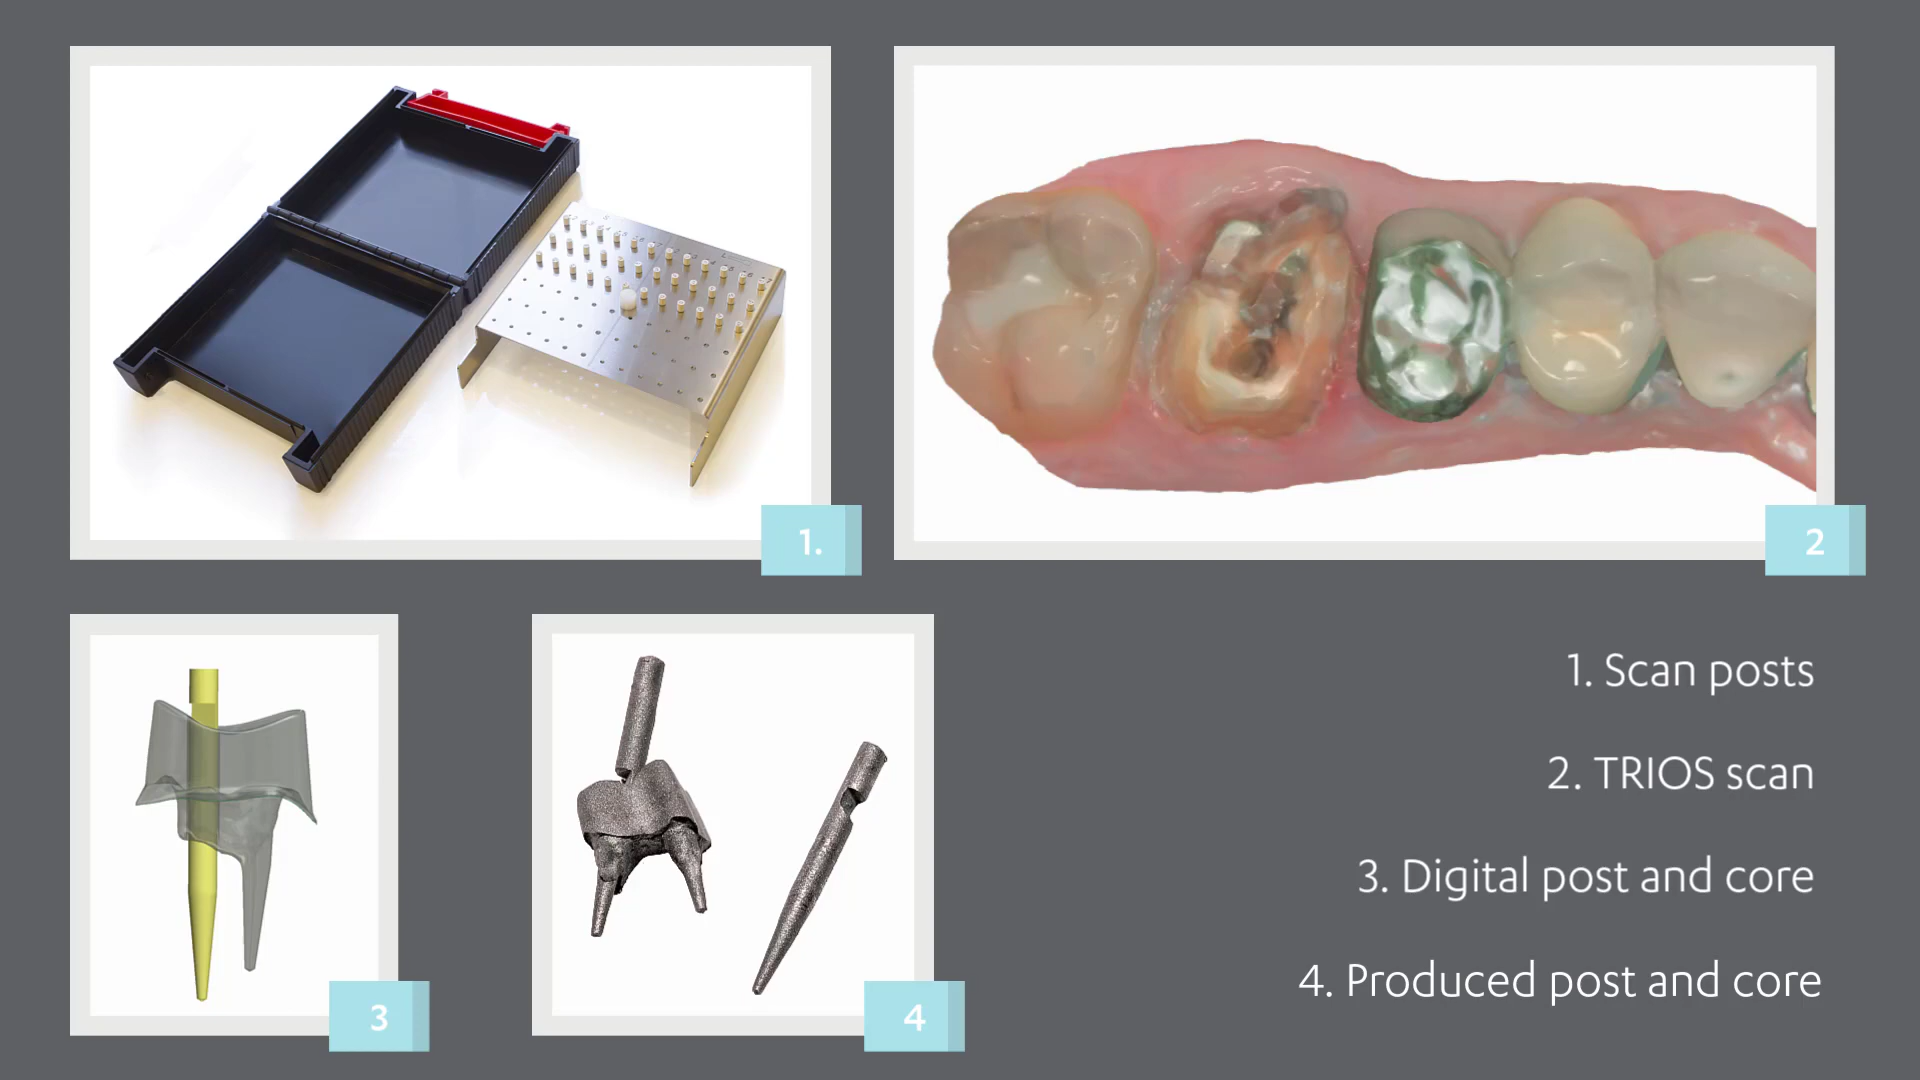 1.
2
3
4
1. Scan posts
2. TRIOS scan
3. Digital post and core
4. Produced post and core